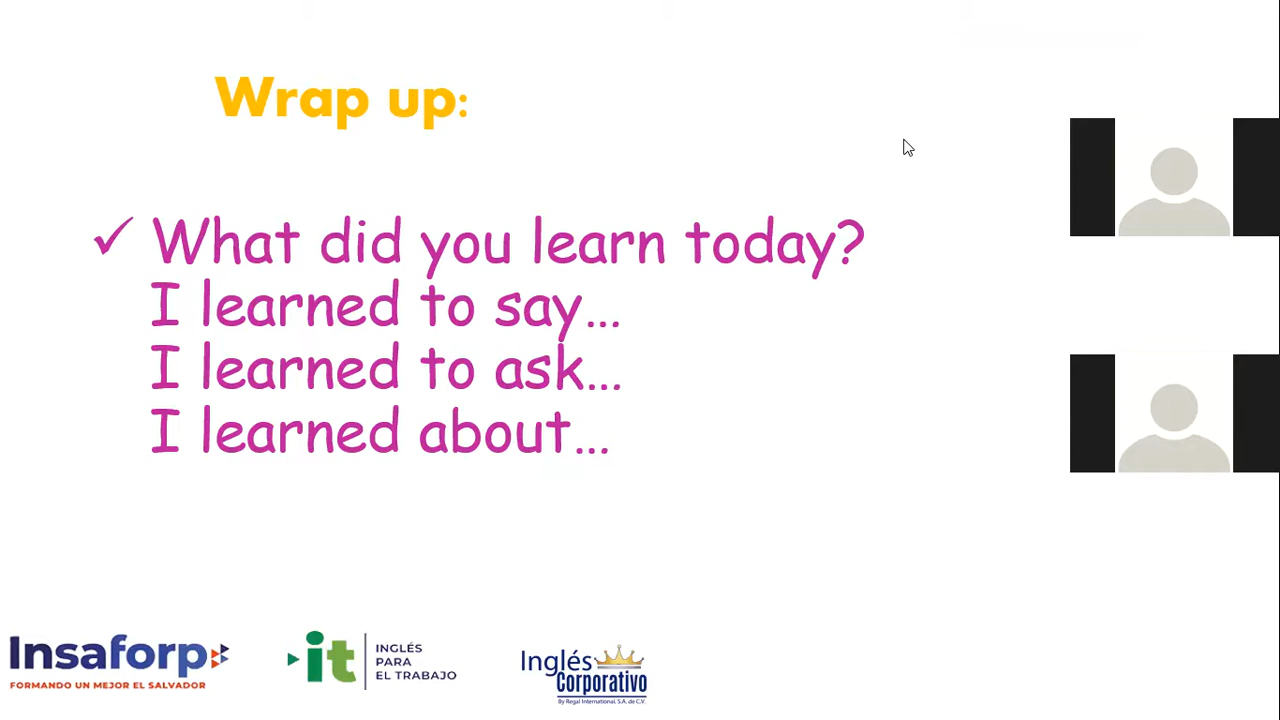 Wrap up:
✓ What did you learn today?
I learned to say...
I learned to ask...
I learned about...
Insaforp
FORMANDO UN MEJOR EL SALVADOR
it
INGLÉS
PARA
EL TRABAJO
Inglés
Corporativo
By Regal International, S.A. de C.V.